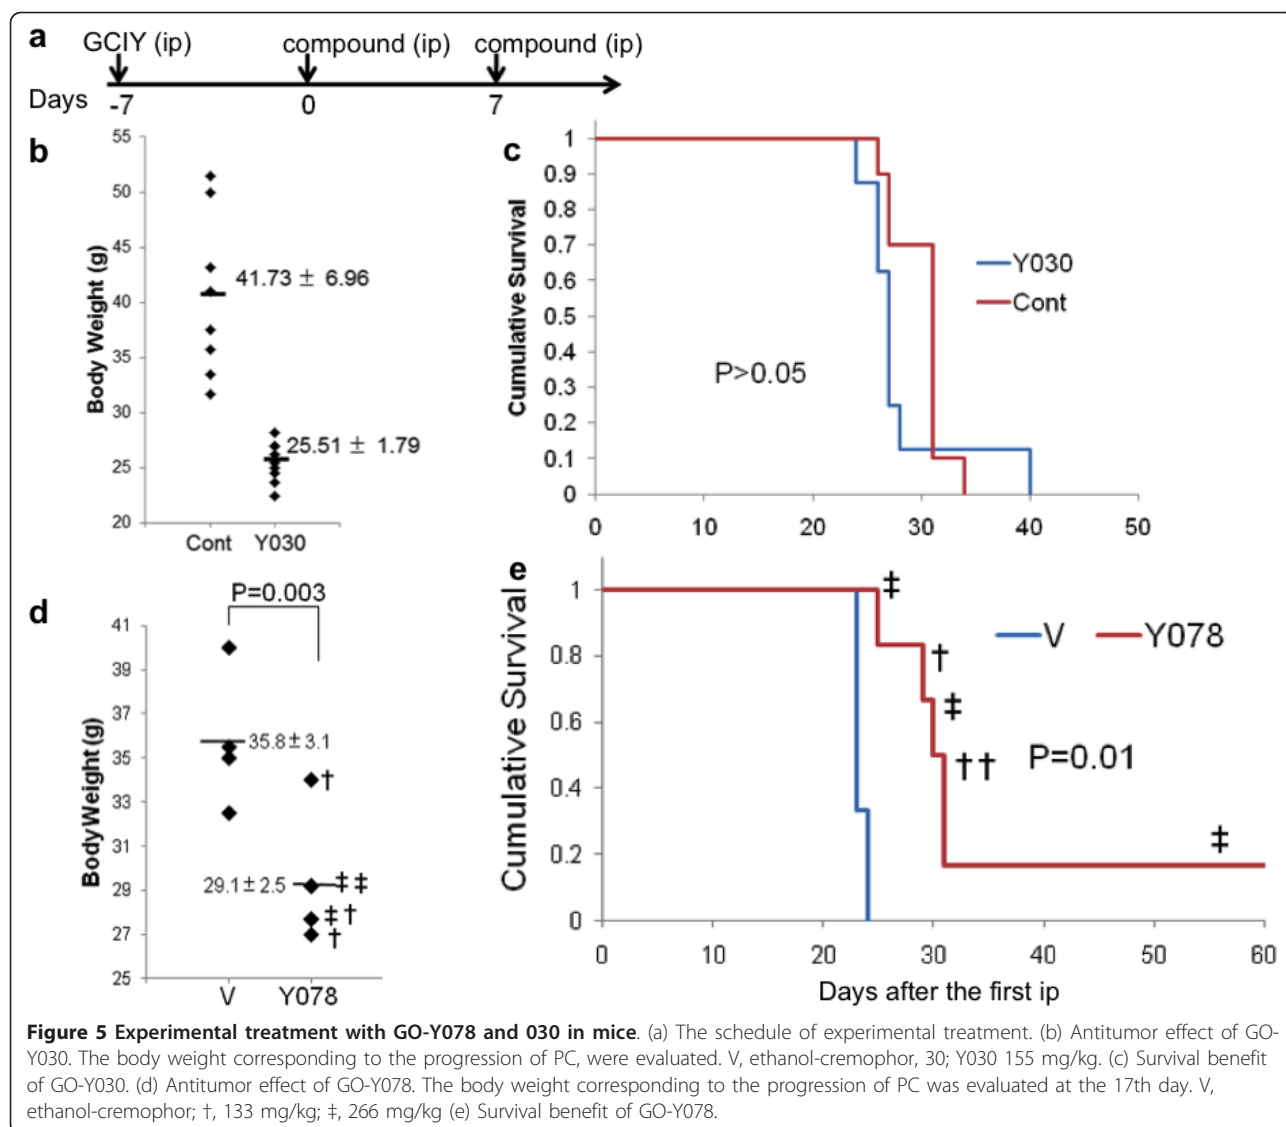 a
GCIY (ip) compound (ip) compound (ip)
Days -7 0 7
b
Body Weight (g)
55
50
45
40
35
30
25
20
41.73 ± 6.96
25.51 ± 1.79
Cont Y030
c
Cumulative Survival
1
0.9
0.8
0.7
0.6
0.5
0.4
0.3
0.2
0.1
0
Y030
Cont
P>0.05
0 10 20 30 40 50
d
P=0.003
Body Weight (g)
41
39
37
35
33
31
29
27
25
35.8±3.1
†
29.1±2.5
‡ ‡
‡ †
†
V Y078
e
Cumulative Survival
1
0.8
0.6
0.4
0.2
0
V Y078
‡
†
‡
† †
P=0.01
‡
0 10 20 30 40 50 60
Days after the first ip
Figure 5 Experimental treatment with GO-Y078 and 030 in mice. (a) The schedule of experimental treatment. (b) Antitumor effect of GO-
Y030. The body weight corresponding to the progression of PC, were evaluated. V, ethanol-cremophor, 30; Y030 155 mg/kg. (c) Survival benefit
of GO-Y030. (d) Antitumor effect of GO-Y078. The body weight corresponding to the progression of PC was evaluated at the 17th day. V,
ethanol-cremophor; †, 133 mg/kg; ‡, 266 mg/kg (e) Survival benefit of GO-Y078.